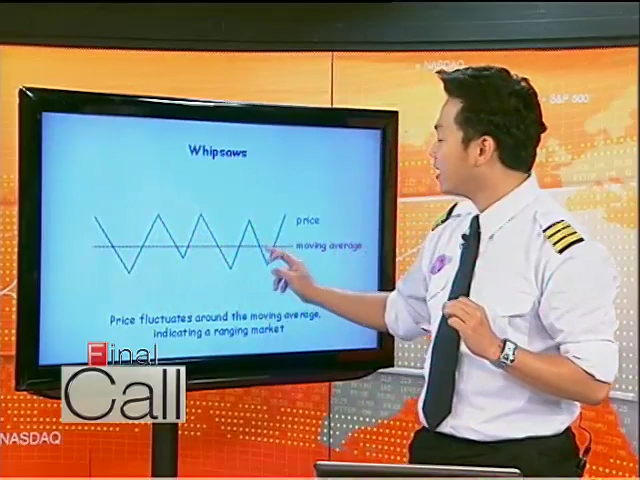 NASDAQ
S&P 500
Whipsaws
price
moving average
Price fluctuates around the moving average,
indicating a ranging market
Final
Call
NASDAQ